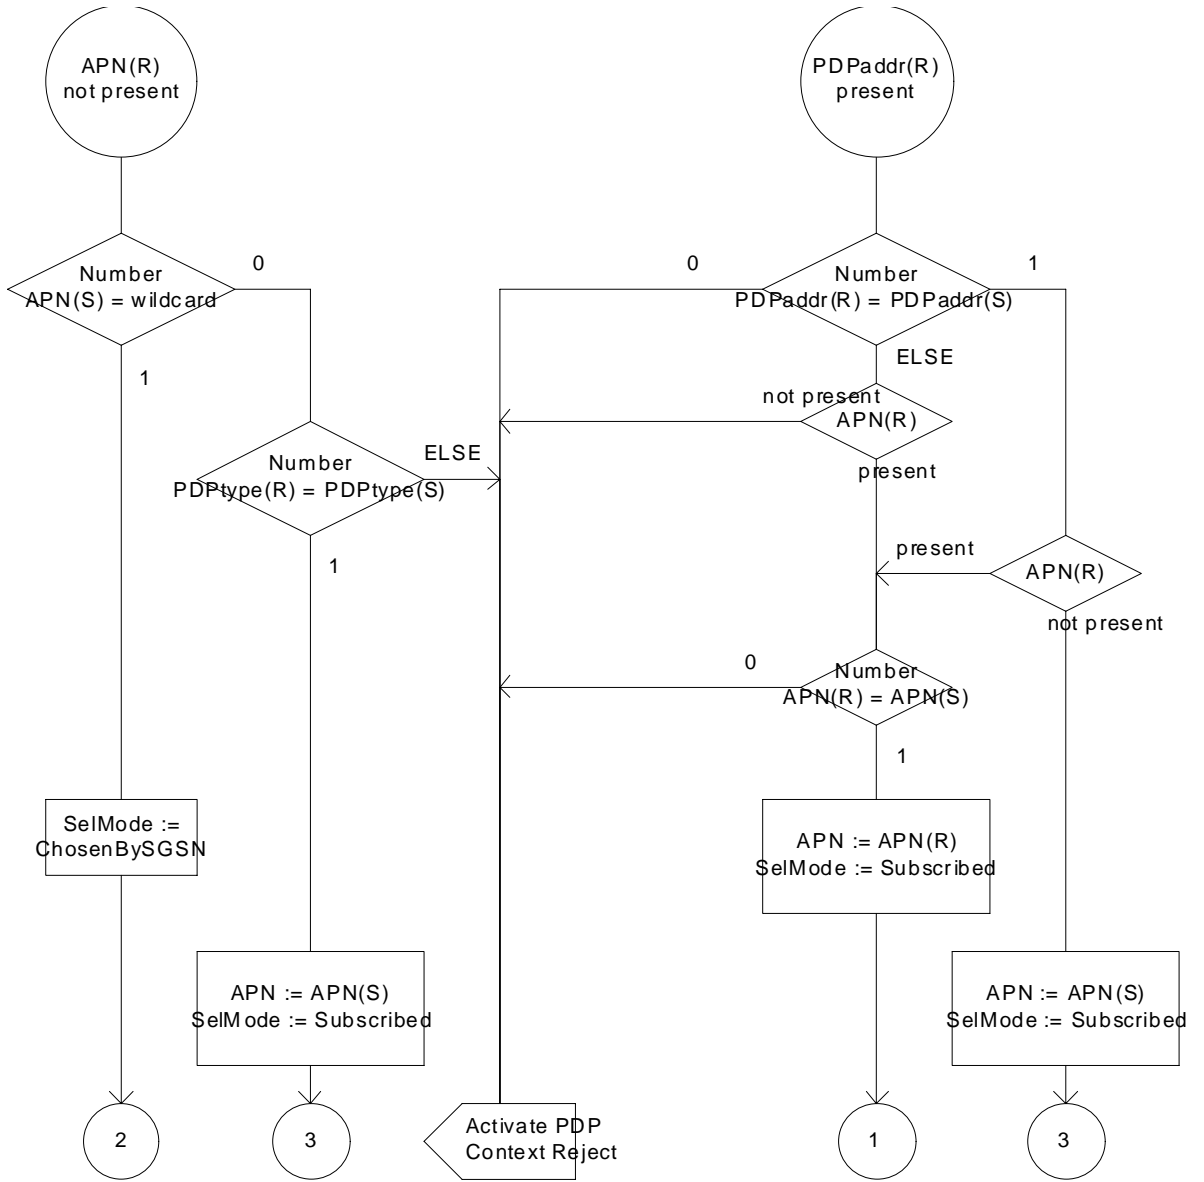 APN(R)
not present
PDPaddr(R)
present
Number
APN(S) = wildcard
0
1
0
Number
PDPaddr(R) = PDPaddr(S)
1
ELSE
not present
APN(R)
present
Number
PDPtype(R) = PDPtype(S)
ELSE
1
present
APN(R)
not present
0
Number
APN(R) = APN(S)
1
SelMode :=
ChosenBySGSN
APN := APN(R)
SelMode := Subscribed
APN := APN(S)
SelMode := Subscribed
APN := APN(S)
SelMode := Subscribed
2
3
Activate PDP
Context Reject
1
3